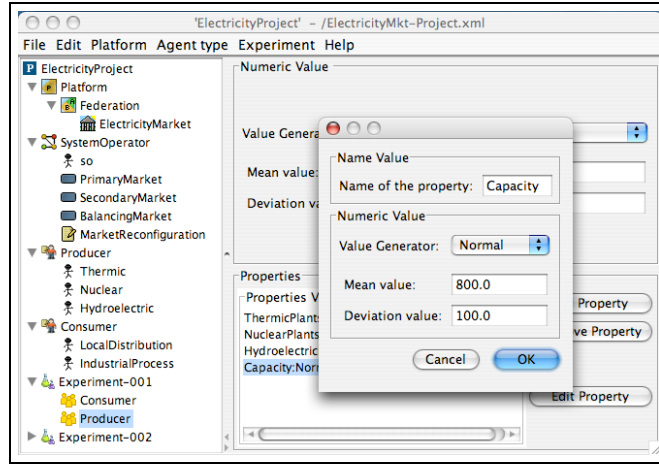 'ElectricityProject' - /ElectricityMkt-Project.xml
File Edit Platform Agent type Experiment Help
P ElectricityProject
Platform
Federation
ElectricityMarket
SystemOperator
so
PrimaryMarket
SecondaryMarket
BalancingMarket
MarketReconfiguration
Producer
Thermic
Nuclear
Hydroelectric
Consumer
LocalDistribution
IndustrialProcess
Experiment-001
Consumer
Producer
Experiment-002
Numeric Value
Value Genera
Mean value:
Deviation va
Properties
Properties V
ThermicPlants
NuclearPlants
Hydroelectric
Capacity:Nor
Property
ve Property
Edit Property
Name Value
Name of the property: Capacity
Numeric Value
Value Generator: Normal
Mean value: 800.0
Deviation value: 100.0
Cancel OK